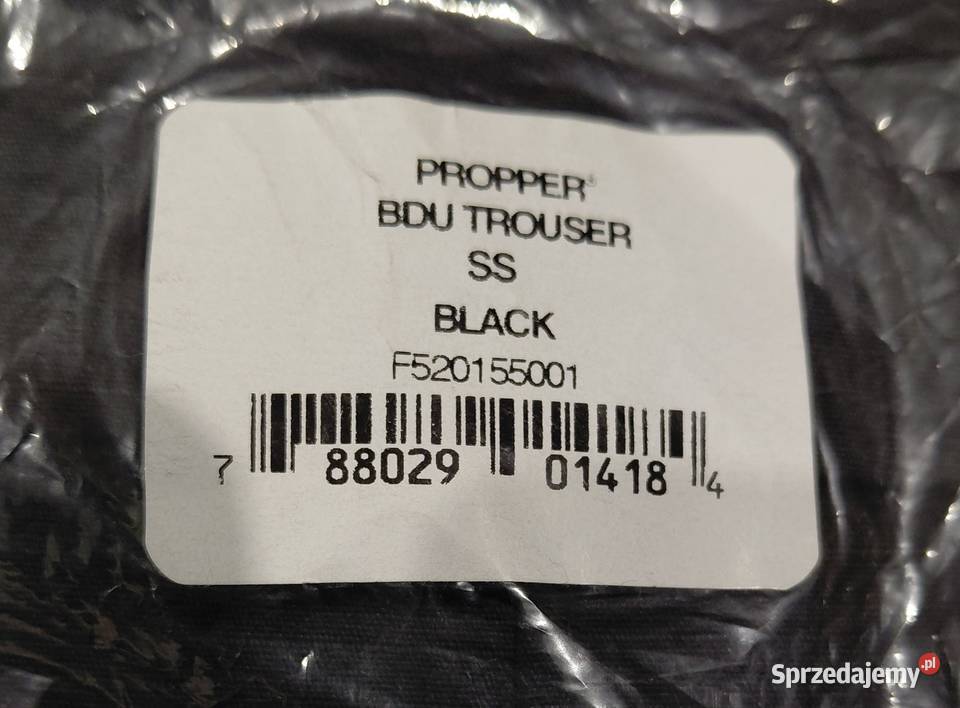 PROPPER®
BDU TROUSER
SS
BLACK
F520155001
7 88029 01418 4
Sprzedajemy.pl